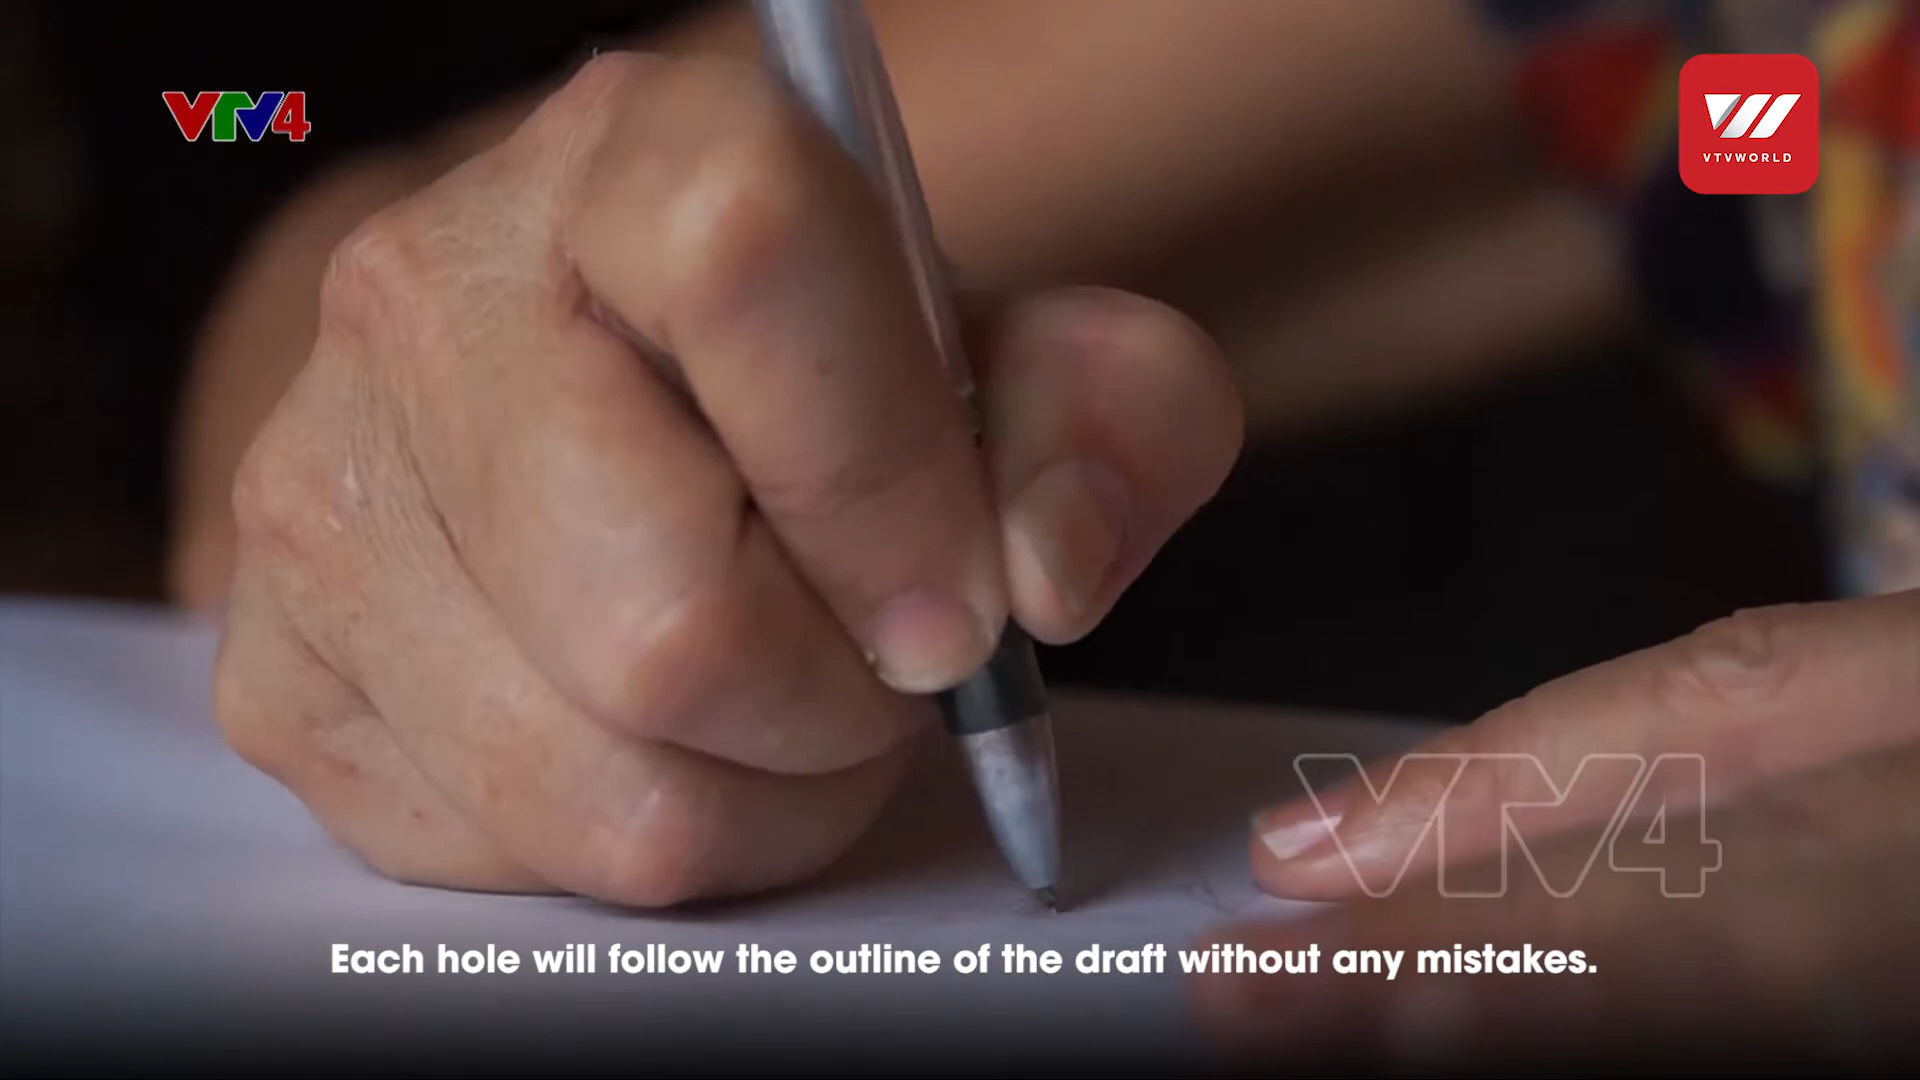 VTV4
VTVWORLD
VTV4
Each hole will follow the outline of the draft without any mistakes.